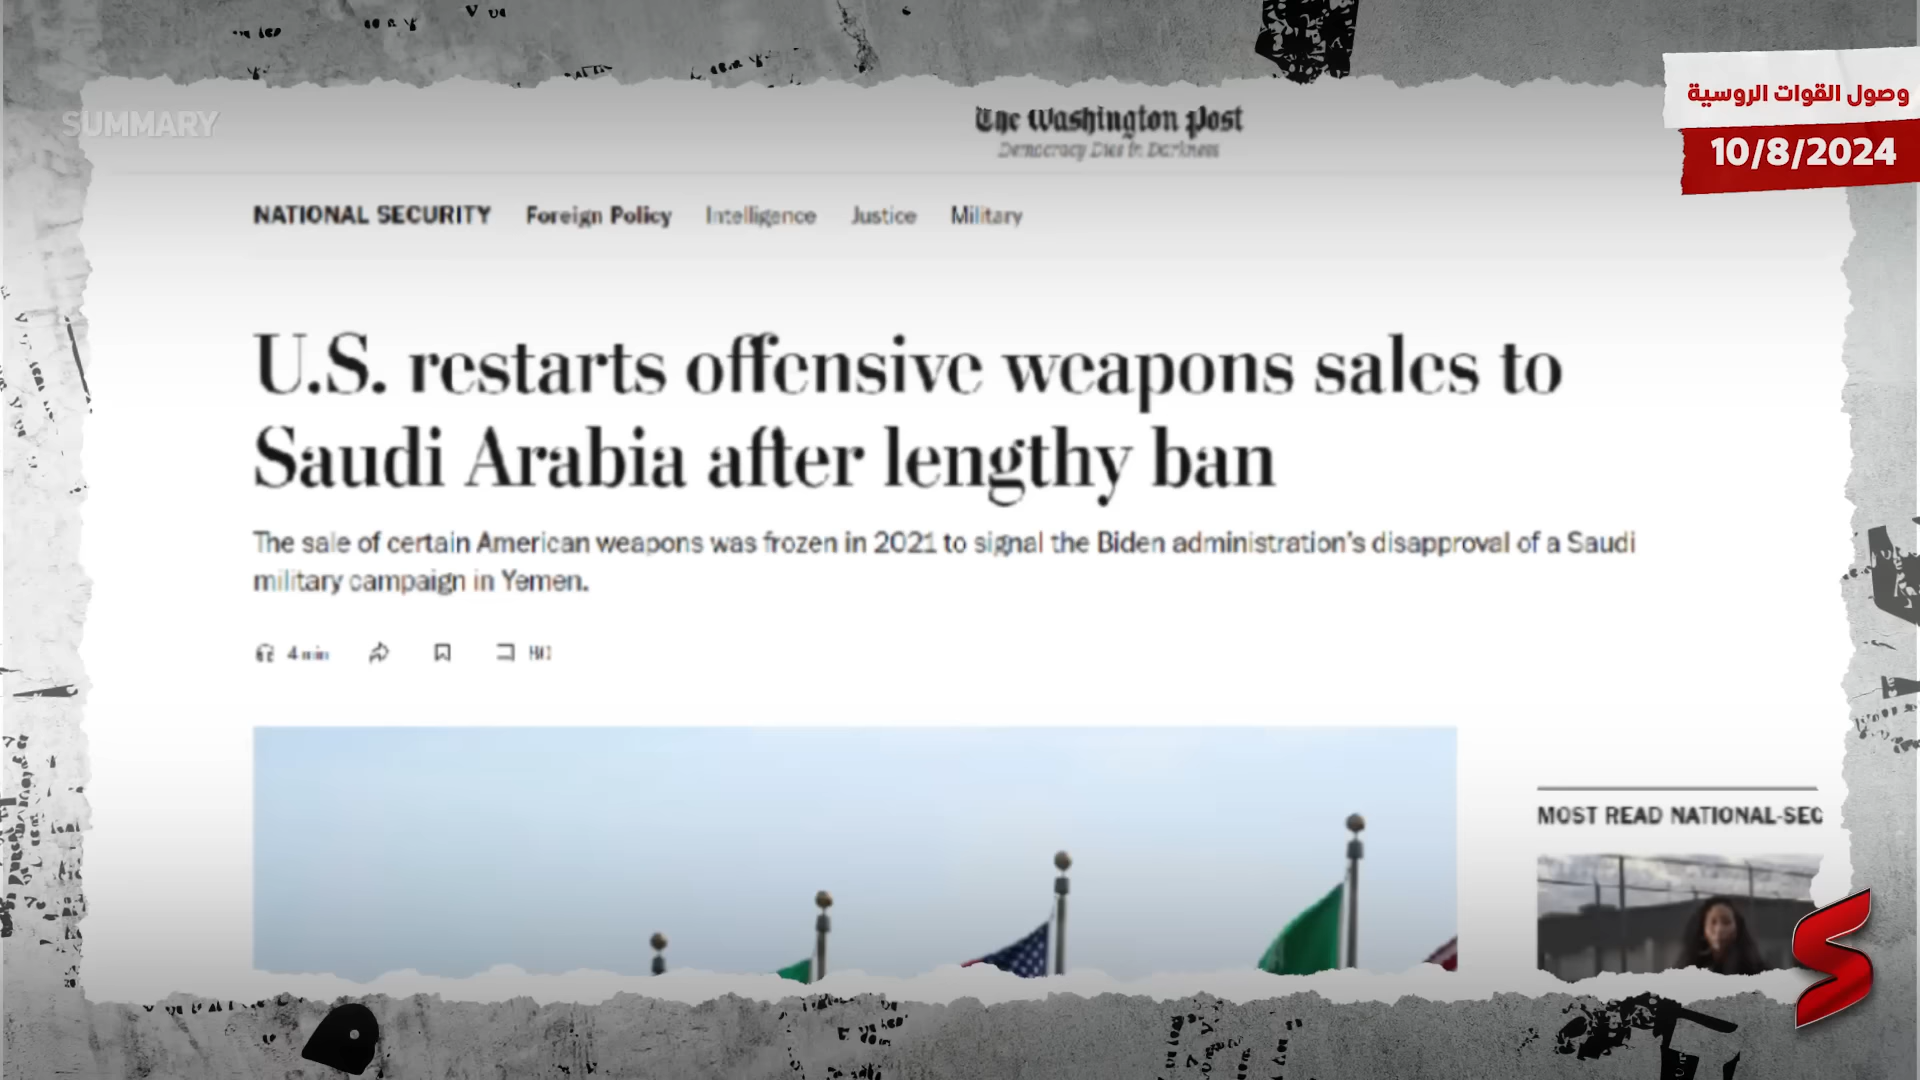 SUMMARY
وصول القوات الروسية
10/8/2024
The Washington Post
Democracy Dies in Darkness
NATIONAL SECURITY Foreign Policy Intelligence Justice Military
U.S. restarts offensive weapons sales to
Saudi Arabia after lengthy ban
The sale of certain American weapons was frozen in 2021 to signal the Biden administration's disapproval of a Saudi
military campaign in Yemen.
4 min
MOST READ NATIONAL-SEC